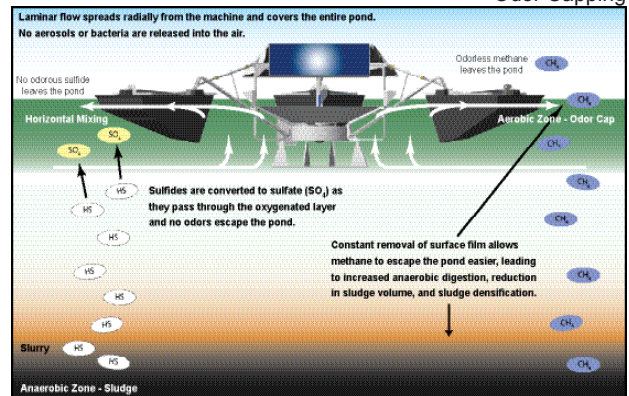 Odor Capping
Laminar flow spreads radially from the machine and covers the entire pond.
No aerosols or bacteria are released into the air.
Odorless methane
leaves the pond
CH₄
No odorous sulfide
leaves the pond
CH₄
Horizontal Mixing
Aerobic Zone - Odor Cap
SO₄
CH₄
SO₄
CH₄
HS
Sulfides are converted to sulfate (SO₄) as
they pass through the oxygenated layer
and no odors escape the pond.
HS
CH₄
HS
Constant removal of surface film allows
methane to escape the pond easier, leading
to increased anaerobic digestion, reduction
in sludge volume, and sludge densification.
HS
CH₄
HS
HS
CH₄
Slurry
HS
HS
CH₄
Anaerobic Zone - Sludge